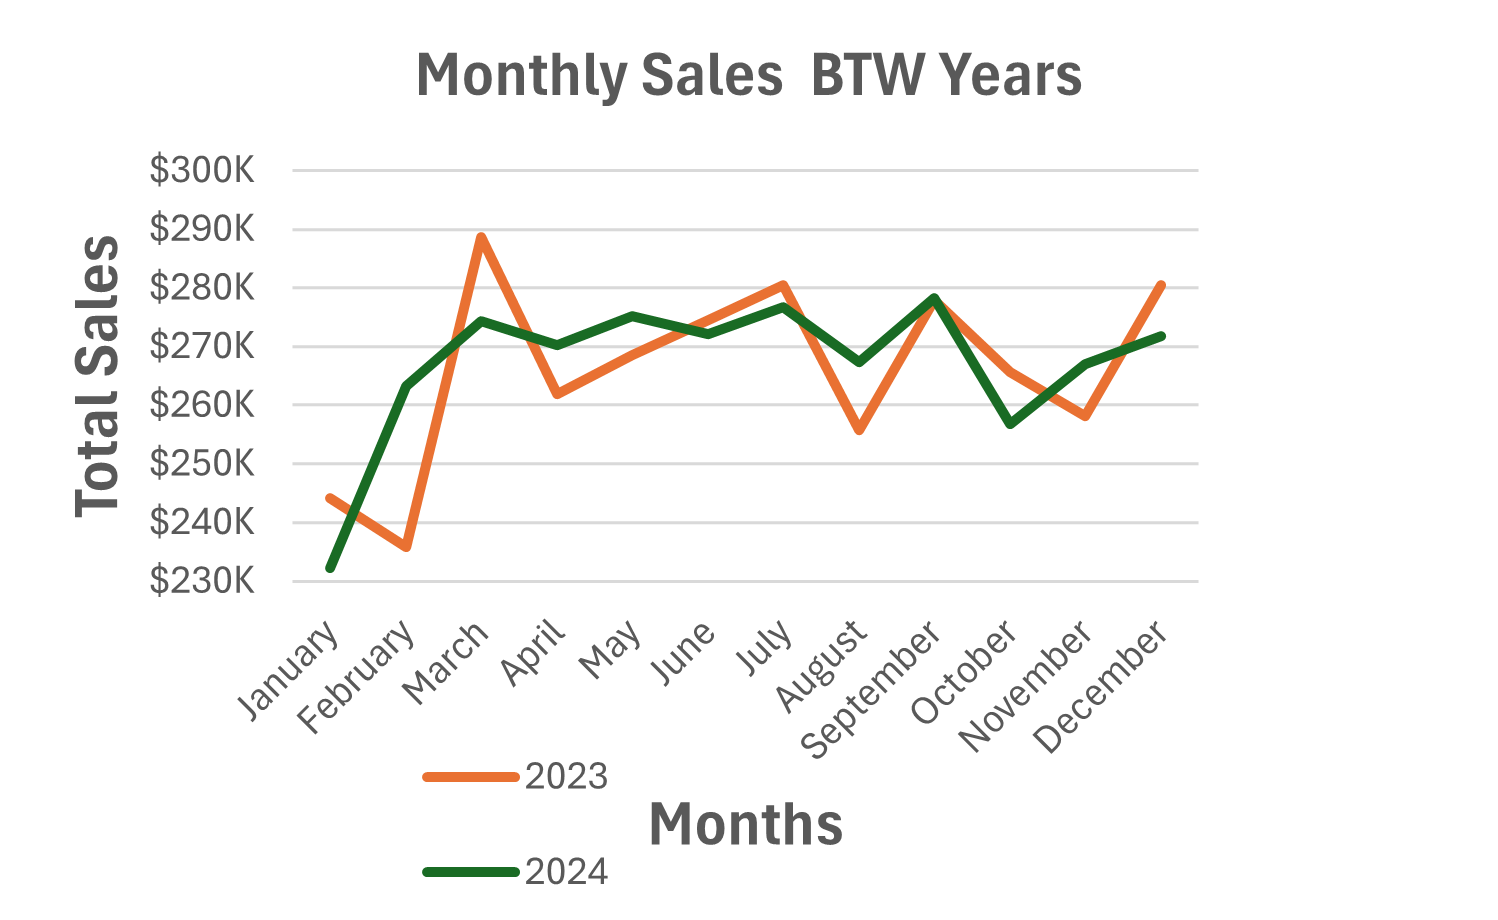 Monthly Sales  BTW Years
Total Sales
$300K
$290K
$280K
$270K
$260K
$250K
$240K
$230K
January
February
March
April
May
June
July
August
September
October
November
December
2023
Months
2024